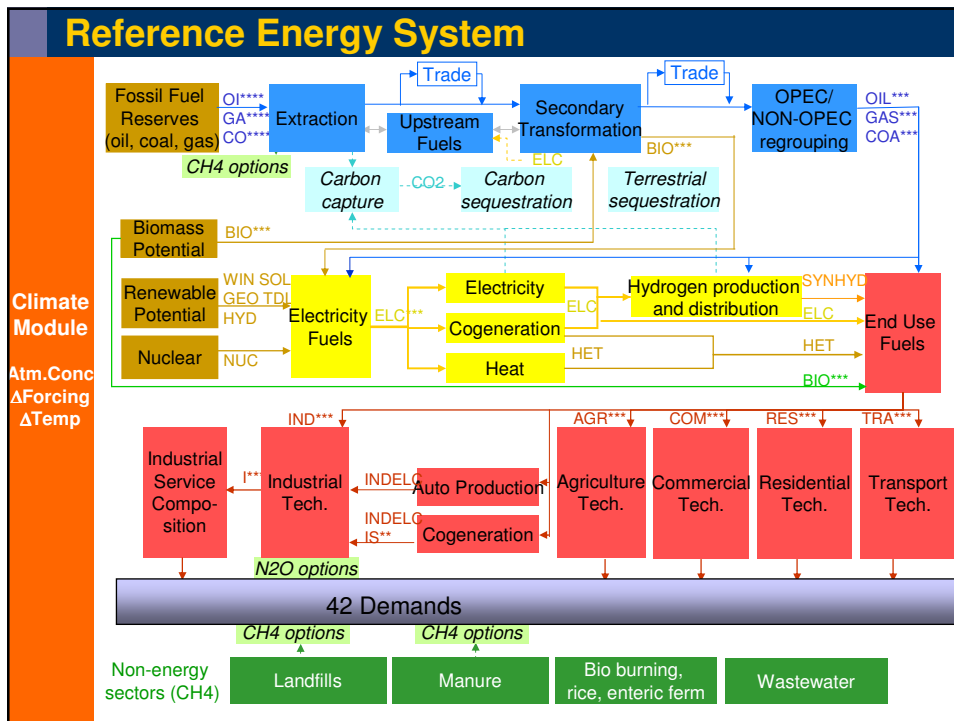 Reference Energy System
Trade
Trade
Fossil Fuel
Reserves
(oil, coal, gas)
OI****
GA****
CO****
Extraction
Upstream
Fuels
Secondary
Transformation
OPEC/
NON-OPEC
regrouping
OIL***
GAS***
COA***
CH4 options
ELC
BIO***
Carbon
capture
CO2
Carbon
sequestration
Terrestrial
sequestration
Biomass
Potential
BIO***
Climate
Module
Atm.Conc
ΔForcing
ΔTemp
Renewable
Potential
WIN SOL
GEO TDL
HYD
Nuclear
NUC
Electricity
Fuels
ELC***
Electricity
Cogeneration
Heat
ELC
HET
Hydrogen production
and distribution
SYNHYD
ELC
HET
BIO***
End Use
Fuels
IND***
AGR***
COM***
RES***
TRA***
Industrial
Service
Compo-
sition
I***
Industrial
Tech.
INDELC
Auto Production
INDELC
IS**
Cogeneration
Agriculture
Tech.
Commercial
Tech.
Residential
Tech.
Transport
Tech.
N2O options
42 Demands
CH4 options
CH4 options
Non-energy
sectors (CH4)
Landfills
Manure
Bio burning,
rice, enteric ferm
Wastewater